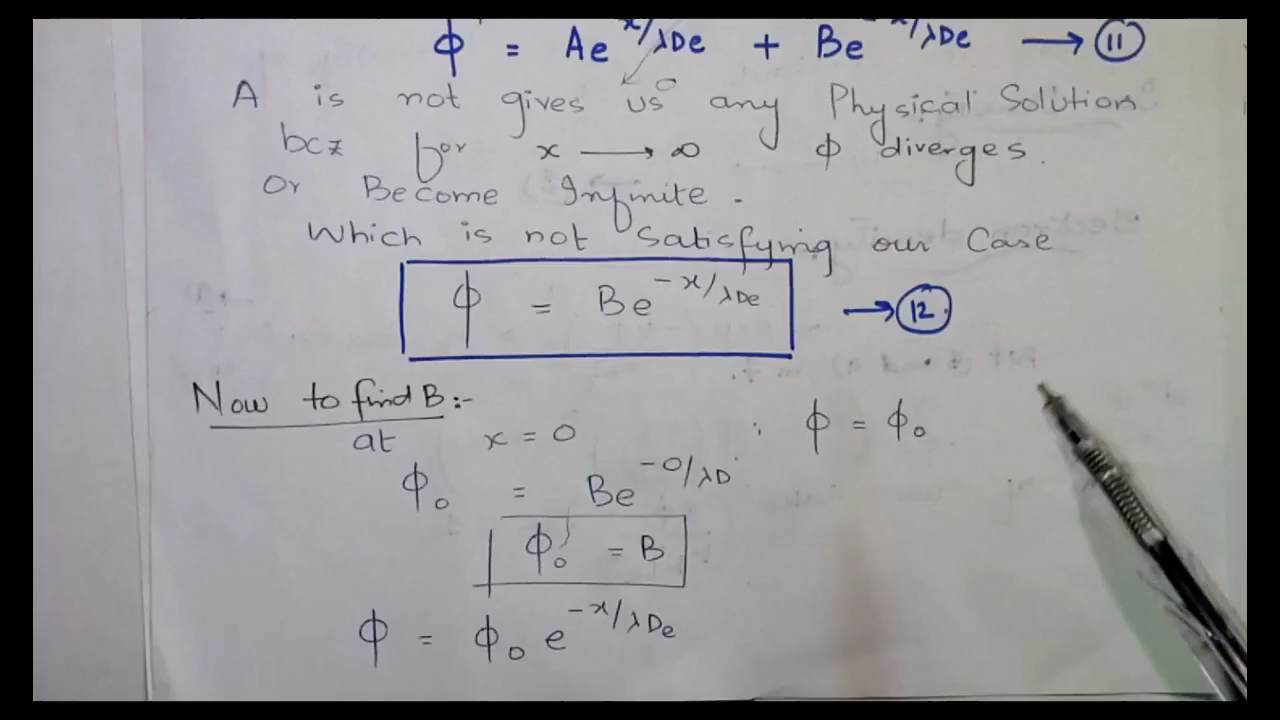 ϕ = Ae^x/λDe + Be^-x/λDe → 11
0
A is not gives us any Physical Solution
bcz for x → ∞ ϕ diverges.
Or Become Infinite.
Which is not Satisfying our Case
ϕ = Be^-x/λDe → 12
Now to find B:-
at x = 0 ; ϕ = ϕ₀
ϕ₀ = Be^-0/λD
ϕ₀ = B
ϕ = ϕ₀ e^-x/λDe